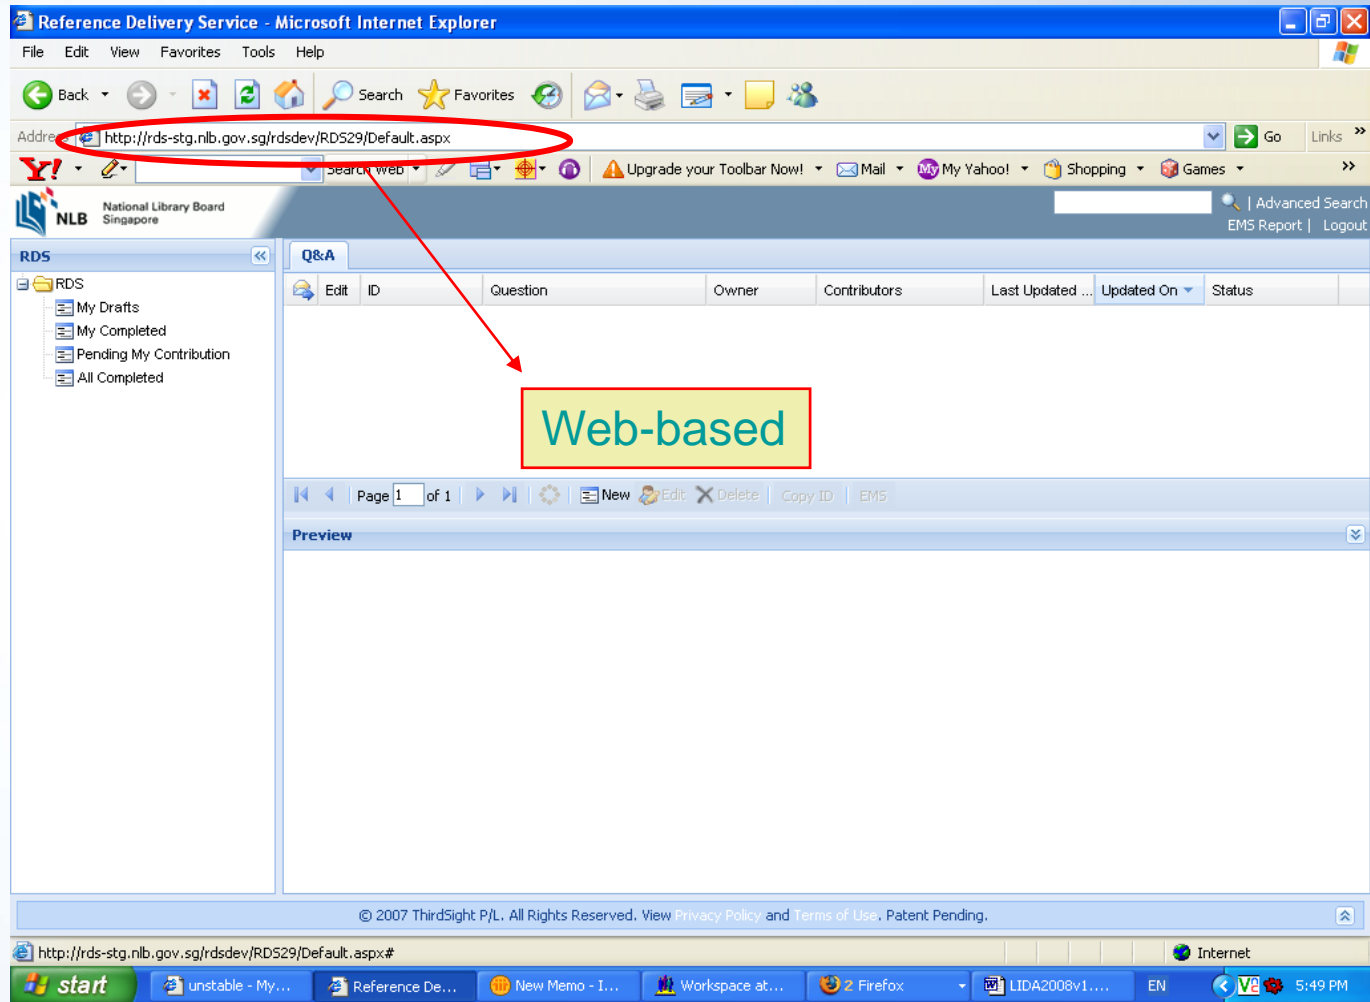 Reference Delivery Service - Microsoft Internet Explorer
File Edit View Favorites Tools Help
Back Search Favorites
Address http://rds-stg.nlb.gov.sg/rdsdev/RDS29/Default.aspx Go Links »
Y! Search Web Upgrade your Toolbar Now! Mail My My Yahoo! Shopping Games »
NLB National Library Board
Singapore
| Advanced Search
EMS Report | Logout
RDS Q&A
RDS
My Drafts
My Completed
Pending My Contribution
All Completed
Edit ID Question Owner Contributors Last Updated ... Updated On Status
Web-based
Page 1 of 1 New Edit Delete Copy ID EMS
Preview
© 2007 ThirdSight P/L. All Rights Reserved. View Privacy Policy and Terms of Use. Patent Pending.
http://rds-stg.nlb.gov.sg/rdsdev/RDS29/Default.aspx# Internet
start unstable - My... Reference De... New Memo - I... Workspace at... 2 Firefox LIDA2008v1.... EN V2 5:49 PM